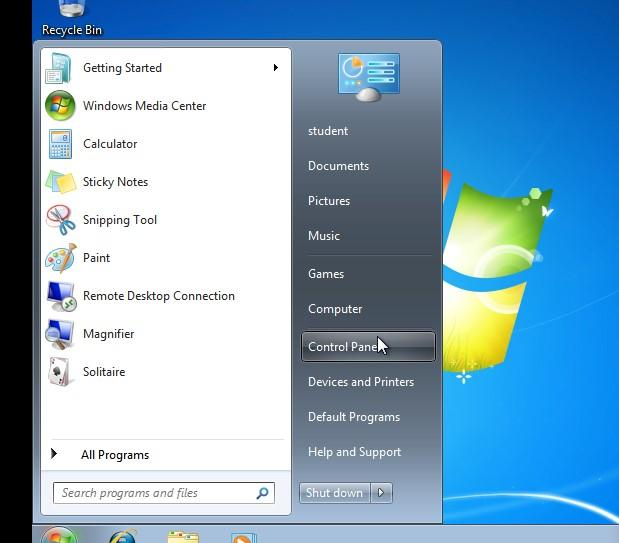 Recycle Bin
Getting Started
Windows Media Center
Calculator
Sticky Notes
Snipping Tool
Paint
Remote Desktop Connection
Magnifier
Solitaire
All Programs
Search programs and files
student
Documents
Pictures
Music
Games
Computer
Control Panel
Devices and Printers
Default Programs
Help and Support
Shut down